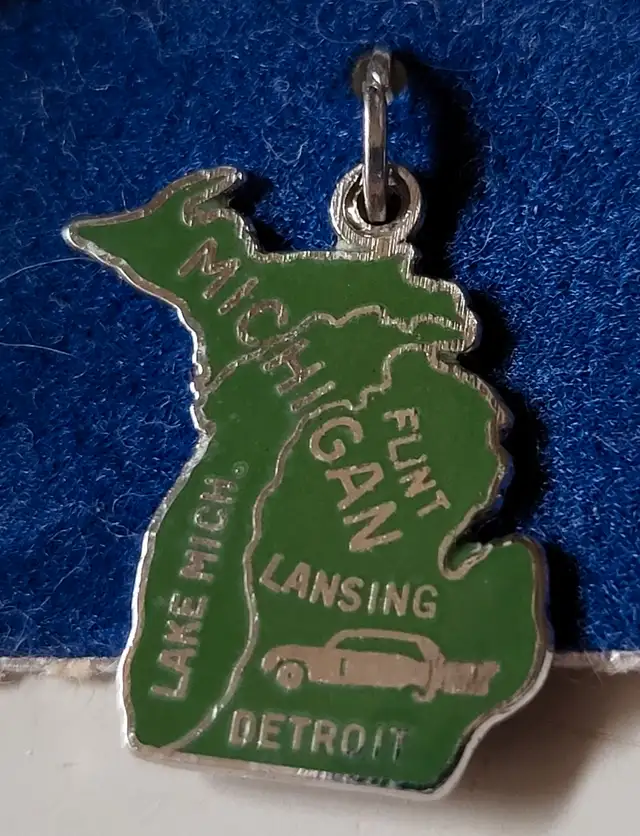 MICHIGAN
FLINT
LAKE MICH.
LANSING
DETROIT